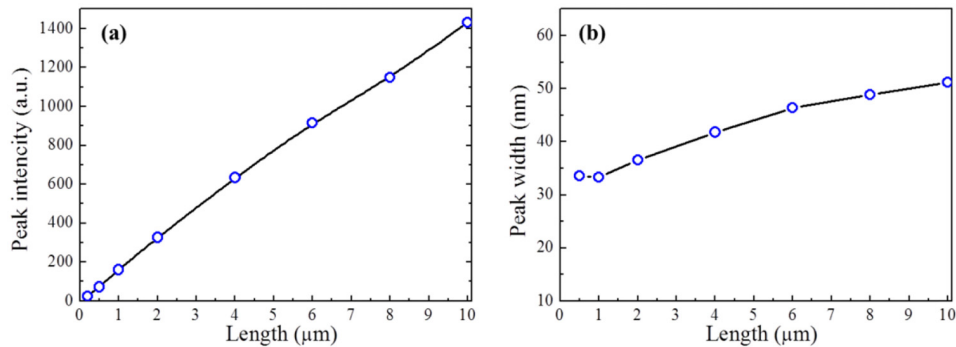 (a)
Peak intencity (a.u.)
1400
1200
1000
800
600
400
200
0
0 1 2 3 4 5 6 7 8 9 10
Length (µm)
(b)
Peak width (nm)
60
50
40
30
20
10
0 1 2 3 4 5 6 7 8 9 10
Length (µm)